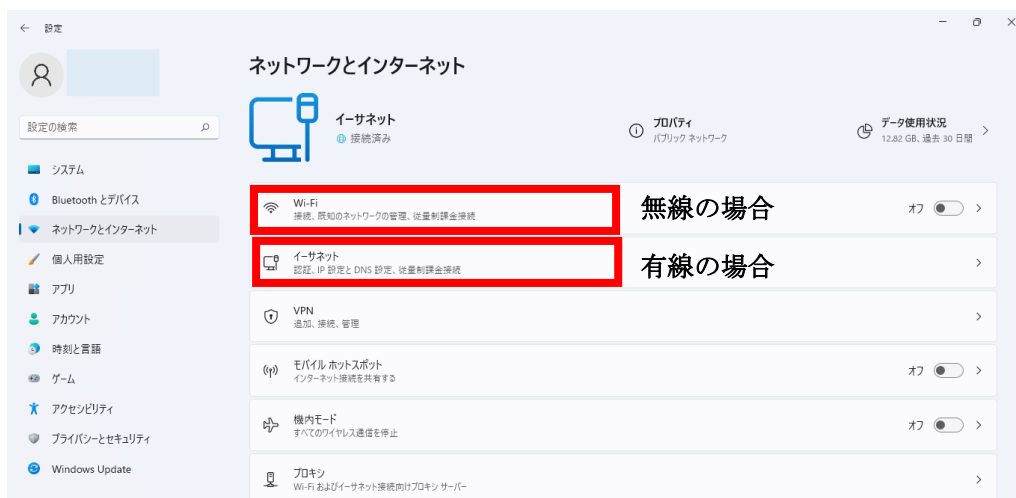 設定
ネットワークとインターネット
イーサネット
接続済み
プロパティ
パブリック ネットワーク
データ使用状況
12.82 GB、過去 30 日間
設定の検索
システム
Bluetooth とデバイス
ネットワークとインターネット
個人用設定
アプリ
アカウント
時刻と言語
ゲーム
アクセシビリティ
プライバシーとセキュリティ
Windows Update
Wi-Fi
接続、既知のネットワークの管理、従量制課金接続
無線の場合
オフ
イーサネット
認証、IP 設定と DNS 設定、従量制課金接続
有線の場合
VPN
追加、接続、管理
モバイル ホットスポット
インターネット接続を共有する
オフ
機内モード
すべてのワイヤレス通信を停止
オフ
プロキシ
Wi-Fi およびイーサネット接続向けプロキシ サーバー